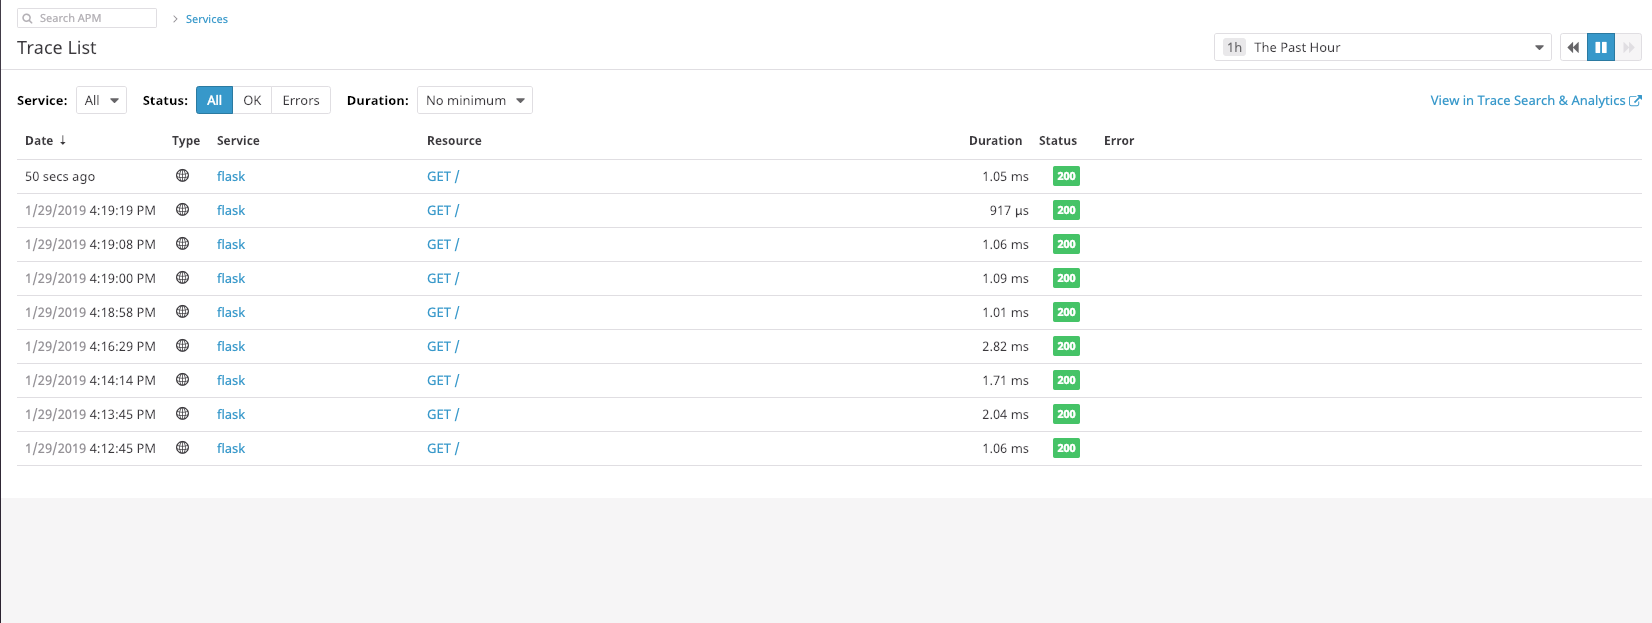 Search APM > Services
Trace List
1h The Past Hour
Service: All Status: All OK Errors Duration: No minimum View in Trace Search & Analytics
Date ↓ Type Service Resource Duration Status Error
50 secs ago flask GET / 1.05 ms 200
1/29/2019 4:19:19 PM flask GET / 917 µs 200
1/29/2019 4:19:08 PM flask GET / 1.06 ms 200
1/29/2019 4:19:00 PM flask GET / 1.09 ms 200
1/29/2019 4:18:58 PM flask GET / 1.01 ms 200
1/29/2019 4:16:29 PM flask GET / 2.82 ms 200
1/29/2019 4:14:14 PM flask GET / 1.71 ms 200
1/29/2019 4:13:45 PM flask GET / 2.04 ms 200
1/29/2019 4:12:45 PM flask GET / 1.06 ms 200